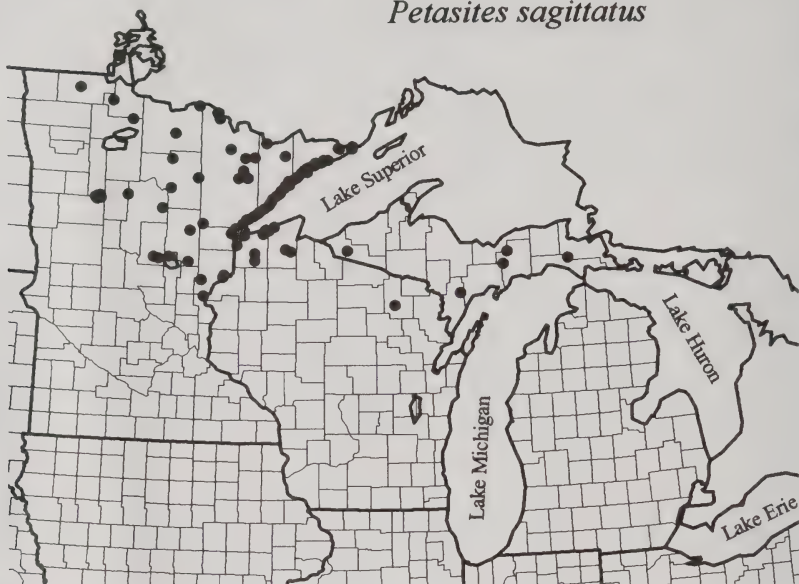 Petasites sagittatus
Lake Superior
Lake Huron
Lake Michigan
Lake Erie